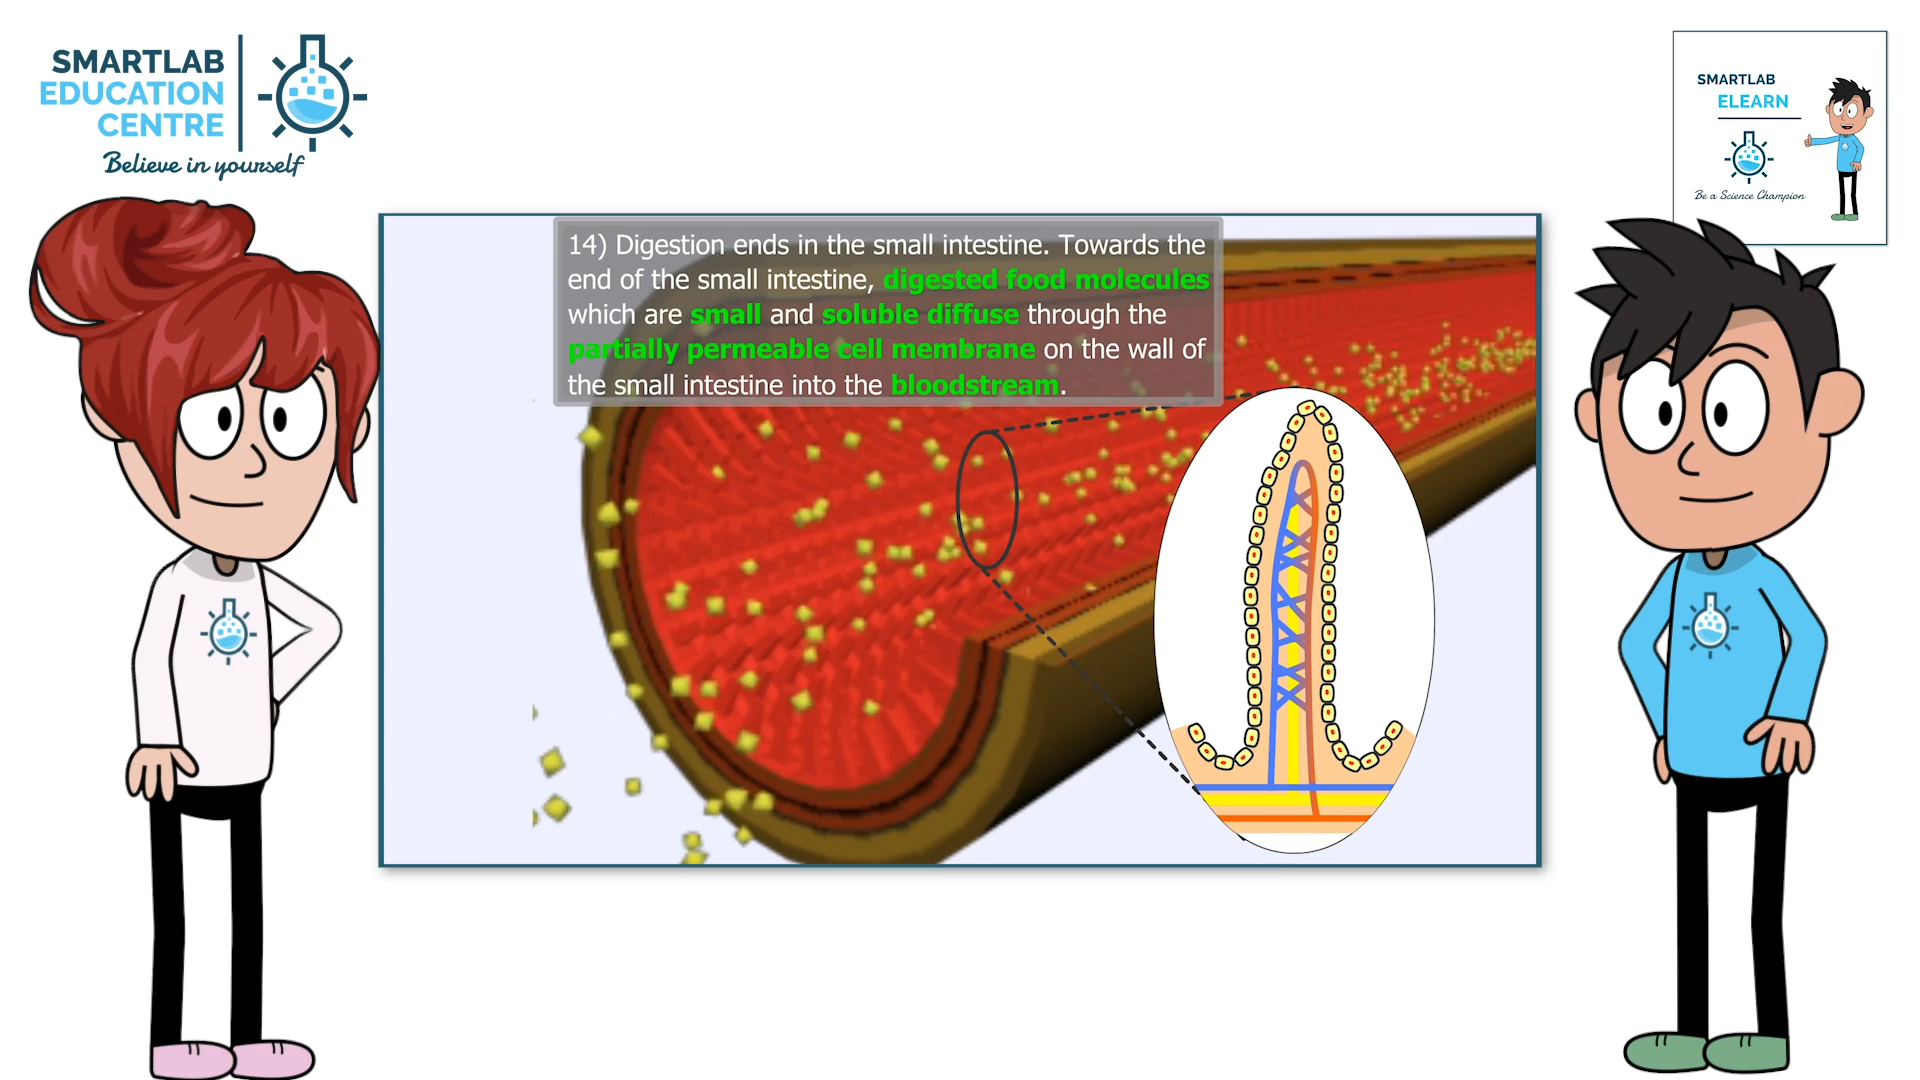 SMARTLAB
EDUCATION
CENTRE
Believe in yourself
SMARTLAB
ELEARN
Be a Science Champion
14) Digestion ends in the small intestine. Towards the
end of the small intestine, digested food molecules
which are small and soluble diffuse through the
partially permeable cell membrane on the wall of
the small intestine into the bloodstream.